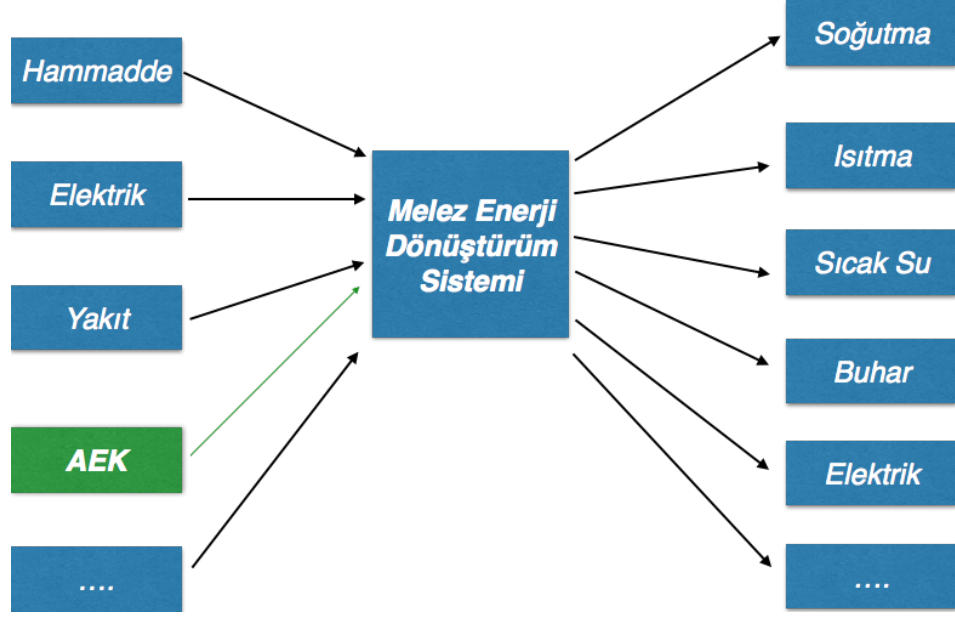 Hammadde
Elektrik
Yakıt
AEK
....
Melez Enerji
Dönüştürüm
Sistemi
Soğutma
Isıtma
Sıcak Su
Buhar
Elektrik
....